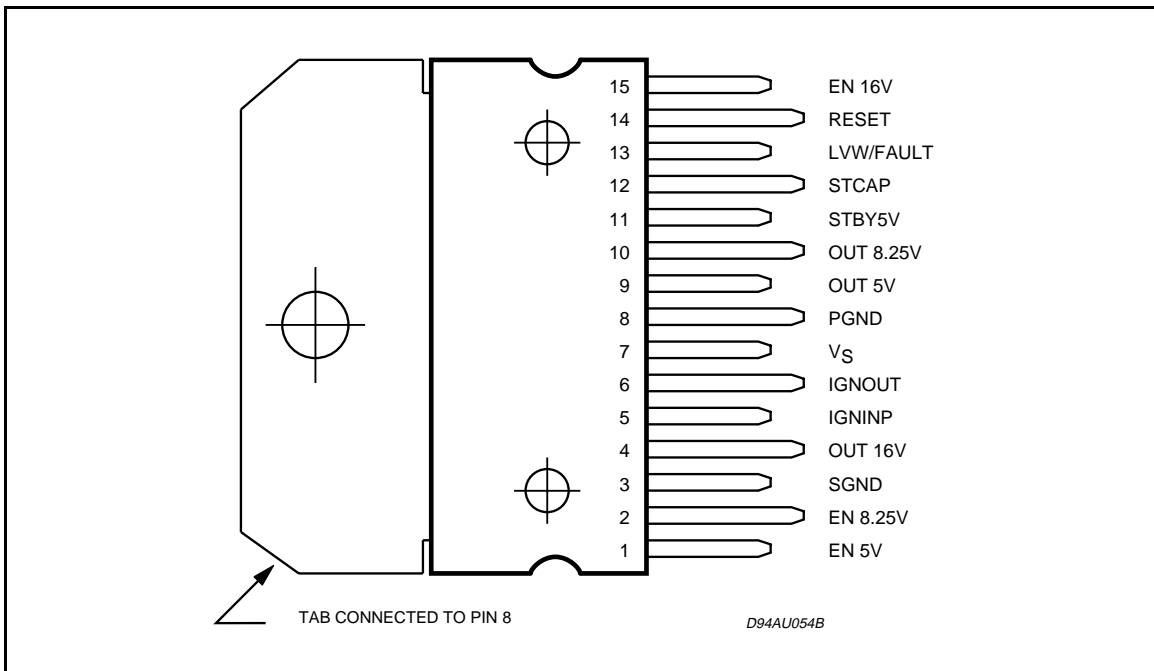 15 EN 16V
14 RESET
13 LVW/FAULT
12 STCAP
11 STBY5V
10 OUT 8.25V
9 OUT 5V
8 PGND
7 VS
6 IGNOUT
5 IGNINP
4 OUT 16V
3 SGND
2 EN 8.25V
1 EN 5V
TAB CONNECTED TO PIN 8
D94AU054B